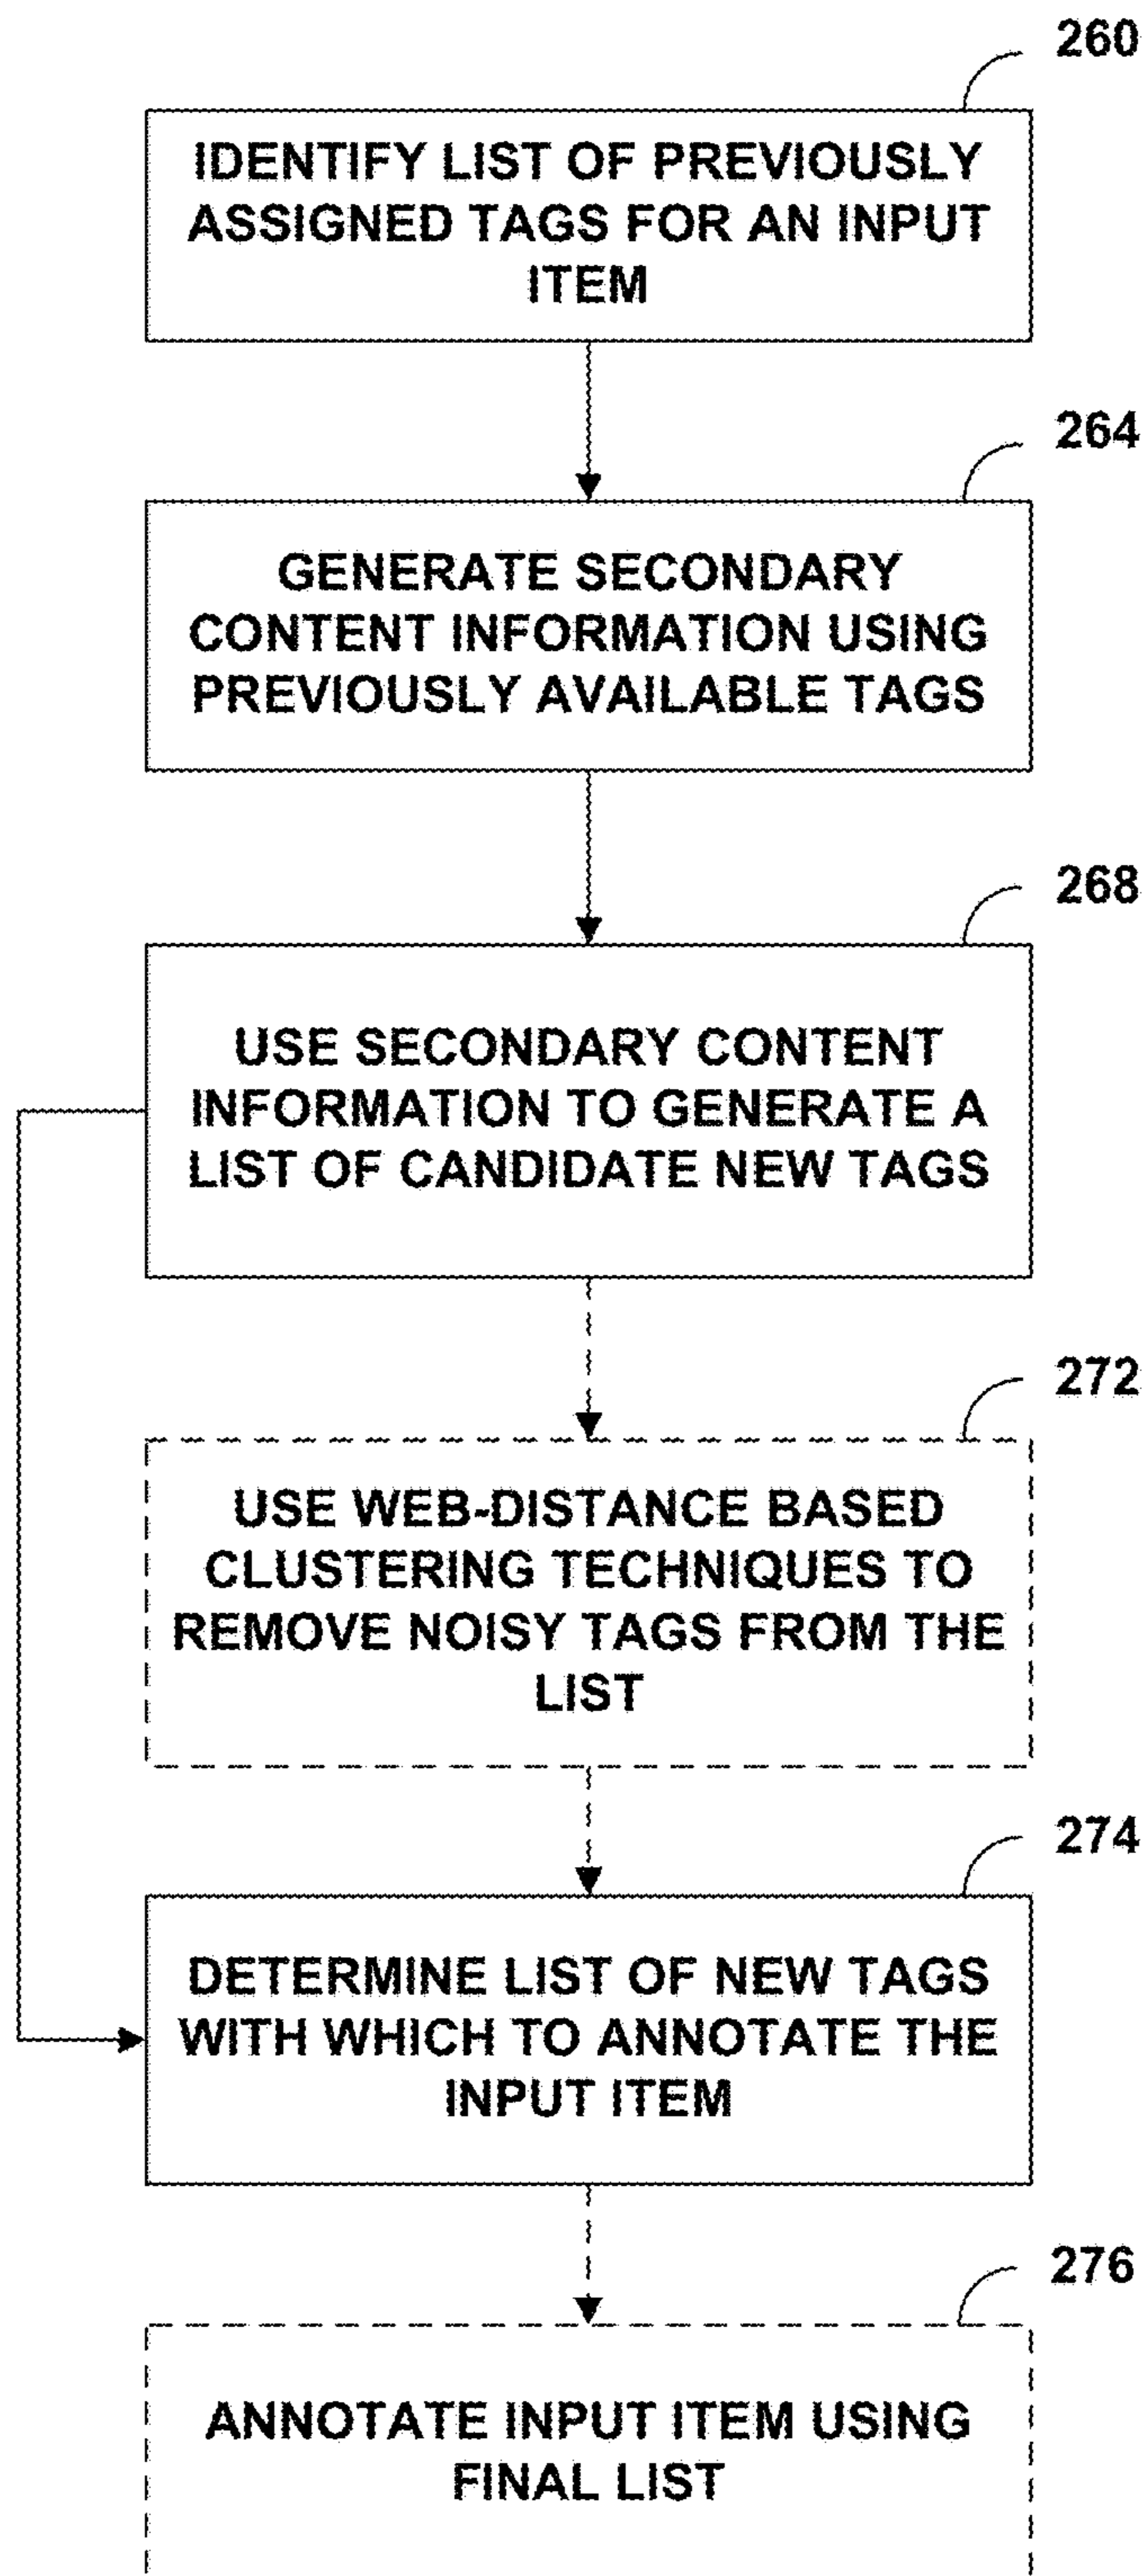 260
IDENTIFY LIST OF PREVIOUSLY
ASSIGNED TAGS FOR AN INPUT
ITEM
264
GENERATE SECONDARY
CONTENT INFORMATION USING
PREVIOUSLY AVAILABLE TAGS
268
USE SECONDARY CONTENT
INFORMATION TO GENERATE A
LIST OF CANDIDATE NEW TAGS
272
USE WEB-DISTANCE BASED
CLUSTERING TECHNIQUES TO
REMOVE NOISY TAGS FROM THE
LIST
274
DETERMINE LIST OF NEW TAGS
WITH WHICH TO ANNOTATE THE
INPUT ITEM
276
ANNOTATE INPUT ITEM USING
FINAL LIST